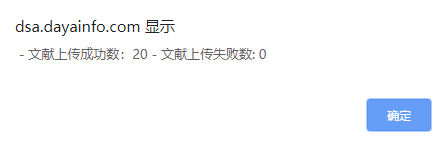 dsa.dayainfo.com 显示
- 文献上传成功数：20 - 文献上传失败数: 0
确定